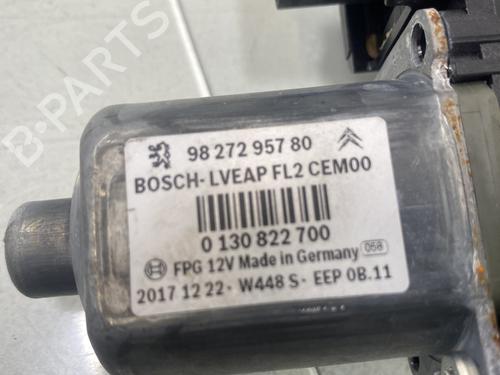 98 272 957 80
BOSCH-LVEAP FL2 CEM00
0 130 822 700
FPG 12V Made in Germany 058
2017 12 22 - W448 S - EEP 0B.11
B-PARTS